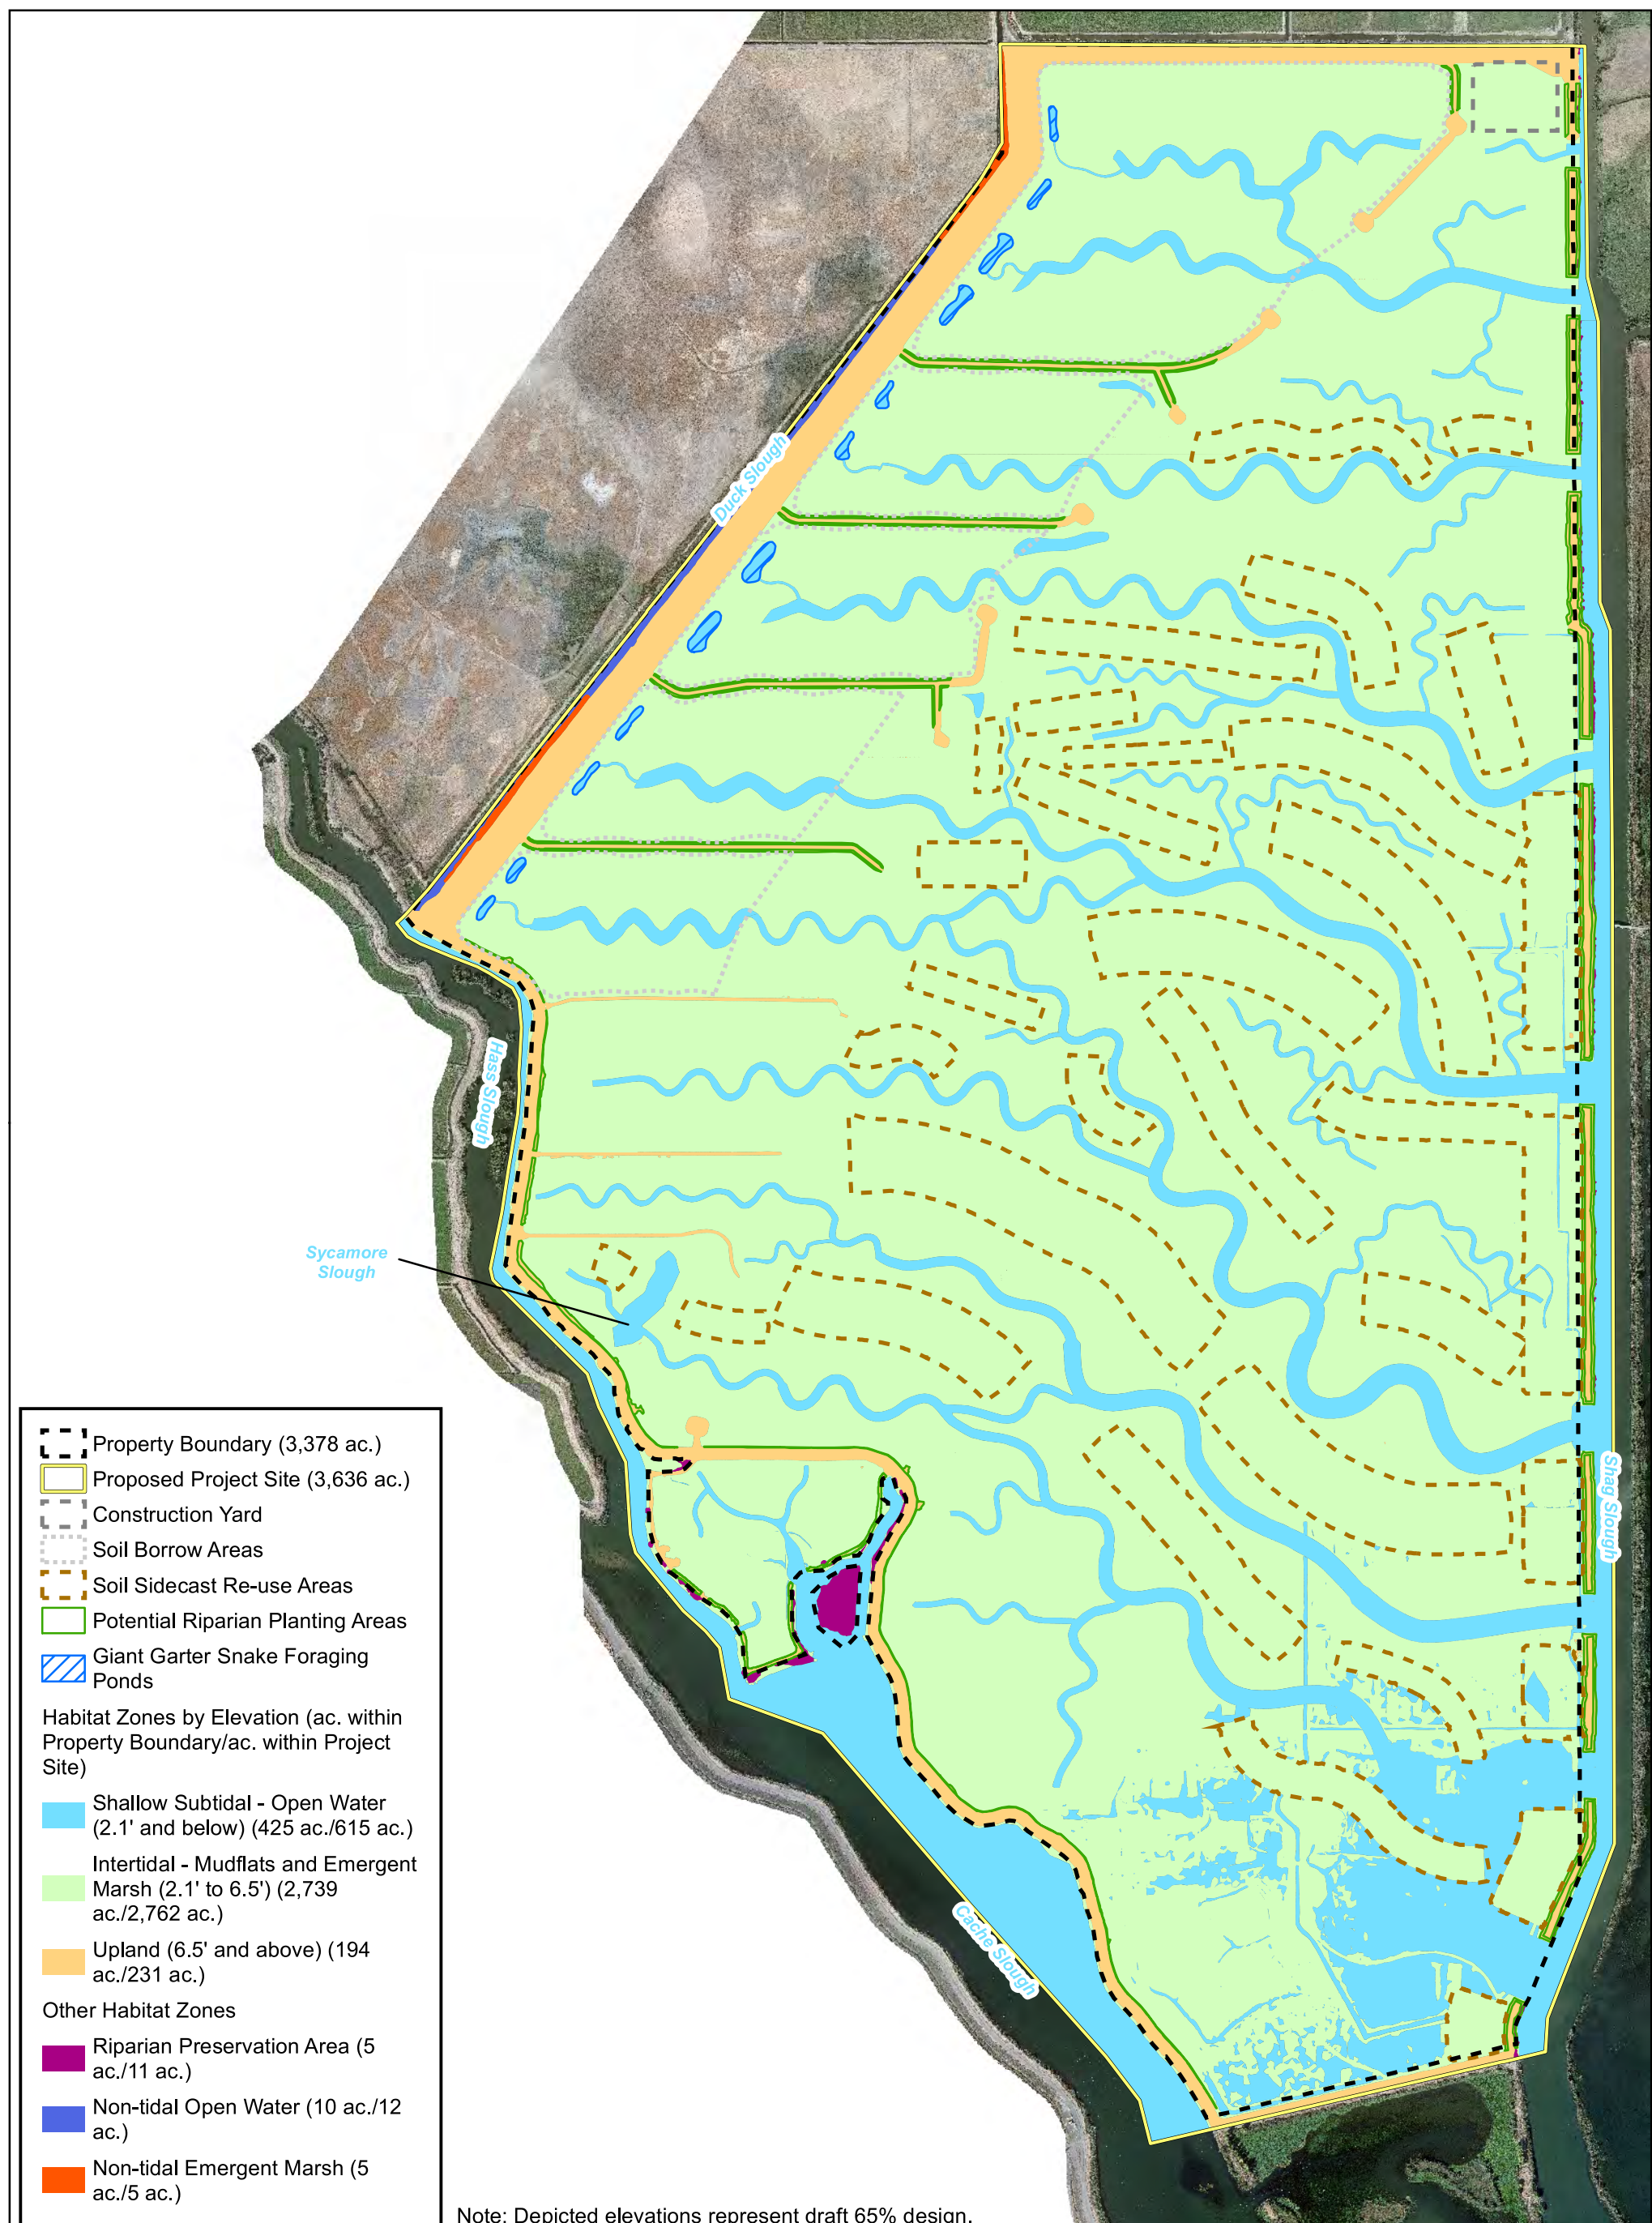 Duck Slough
Hass Slough
Sycamore
Slough
Shag Slough
Cache Slough
Property Boundary (3,378 ac.)
Proposed Project Site (3,636 ac.)
Construction Yard
Soil Borrow Areas
Soil Sidecast Re-use Areas
Potential Riparian Planting Areas
Giant Garter Snake Foraging
Ponds
Habitat Zones by Elevation (ac. within
Property Boundary/ac. within Project
Site)
Shallow Subtidal - Open Water
(2.1' and below) (425 ac./615 ac.)
Intertidal - Mudflats and Emergent
Marsh (2.1' to 6.5') (2,739
ac./2,762 ac.)
Upland (6.5' and above) (194
ac./231 ac.)
Other Habitat Zones
Riparian Preservation Area (5
ac./11 ac.)
Non-tidal Open Water (10 ac./12
ac.)
Non-tidal Emergent Marsh (5
ac./5 ac.)
Note: Depicted elevations represent draft 65% design.